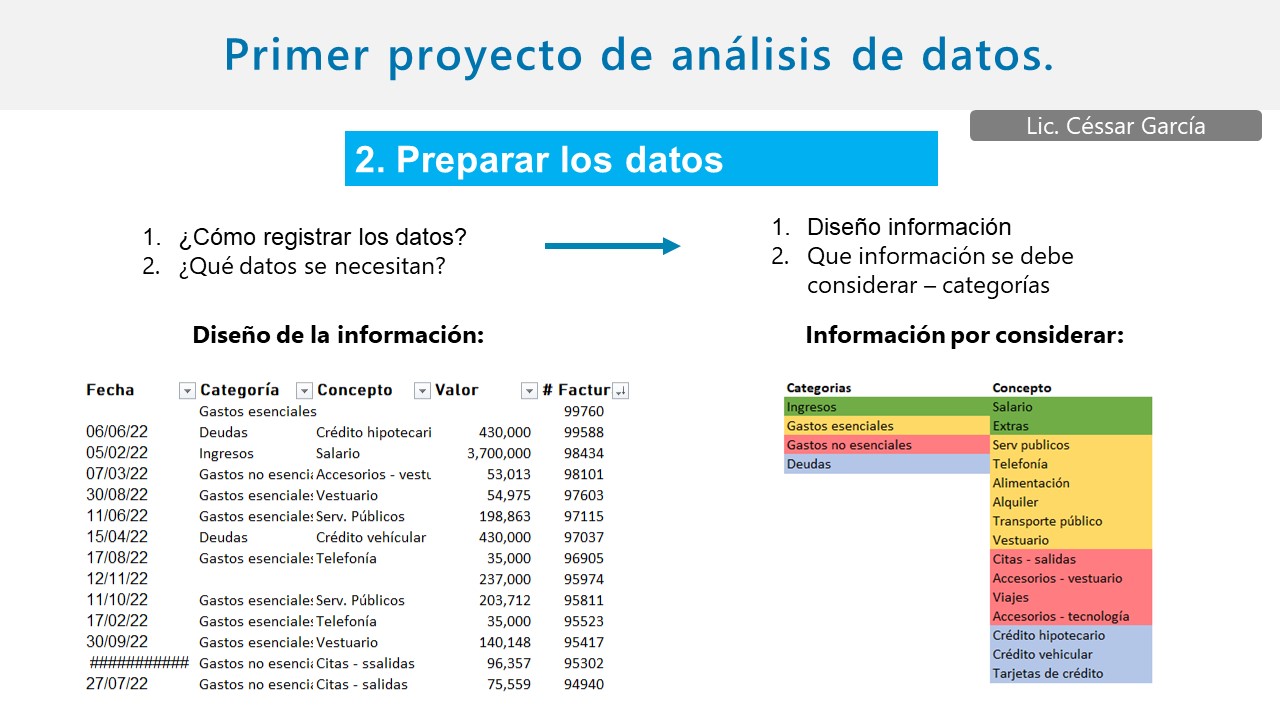 Primer proyecto de análisis de datos.
Lic. Céssar García
2. Preparar los datos
1. ¿Cómo registrar los datos?
2. ¿Qué datos se necesitan?
1. Diseño información
2. Que información se debe
considerar – categorías
Diseño de la información:
Fecha Categoría Concepto Valor # Factur
Gastos esenciales 99760
06/06/22 Deudas Crédito hipotecari 430,000 99588
05/02/22 Ingresos Salario 3,700,000 98434
07/03/22 Gastos no esenci Accesorios - vestu 53,013 98101
30/08/22 Gastos esenciales Vestuario 54,975 97603
11/06/22 Gastos esenciales Serv. Públicos 198,863 97115
15/04/22 Deudas Crédito vehícular 430,000 97037
17/08/22 Gastos esenciales Telefonía 35,000 96905
12/11/22 237,000 95974
11/10/22 Gastos esenciales Serv. Públicos 203,712 95811
17/02/22 Gastos esenciales Telefonía 35,000 95523
30/09/22 Gastos esenciales Vestuario 140,148 95417
########### Gastos no esenci Citas - ssalidas 96,357 95302
27/07/22 Gastos no esenci Citas - salidas 75,559 94940
Información por considerar:
Categorias Concepto
Ingresos Salario
Gastos esenciales Extras
Gastos no esenciales Serv publicos
Deudas Telefonía
Alimentación
Alquiler
Transporte público
Vestuario
Citas - salidas
Accesorios - vestuario
Viajes
Accesorios - tecnología
Crédito hipotecario
Crédito vehicular
Tarjetas de crédito